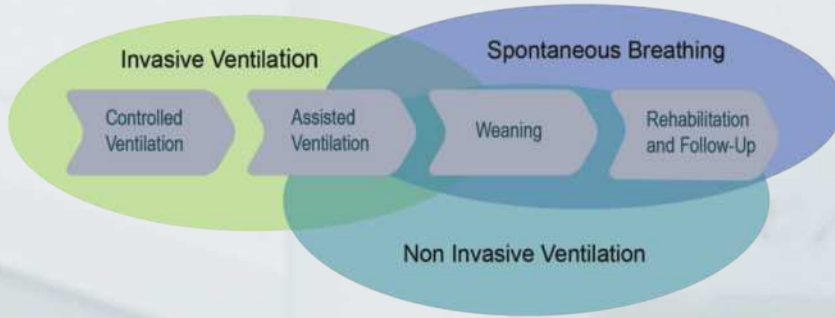 Invasive Ventilation
Spontaneous Breathing
Controlled
Ventilation
Assisted
Ventilation
Weaning
Rehabilitation
and Follow-Up
Non Invasive Ventilation